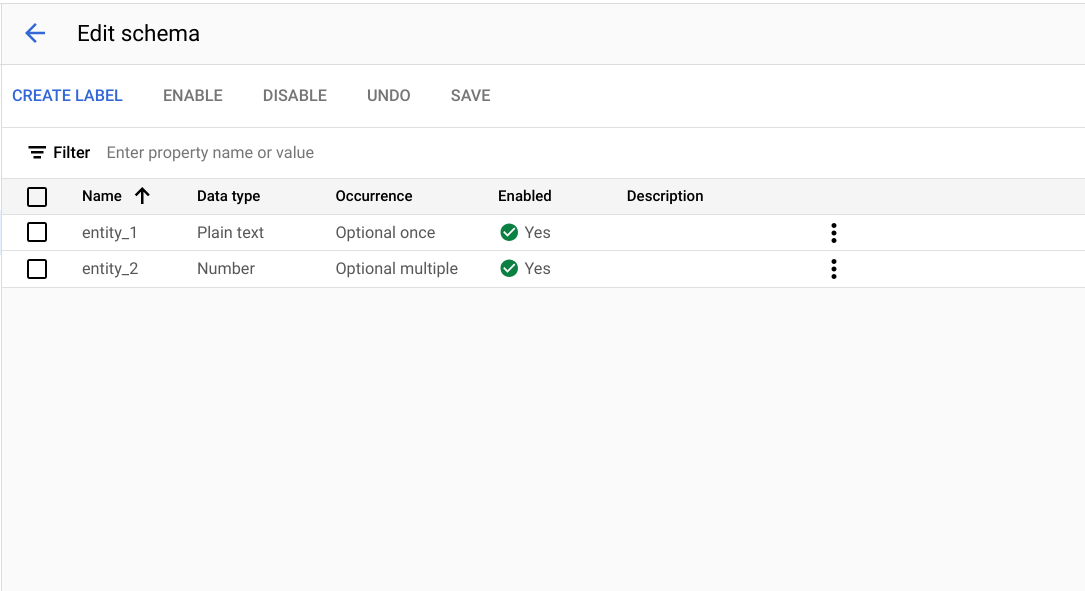 Edit schema
CREATE LABEL ENABLE DISABLE UNDO SAVE
Filter Enter property name or value
Name Data type Occurrence Enabled Description
entity_1 Plain text Optional once Yes
entity_2 Number Optional multiple Yes